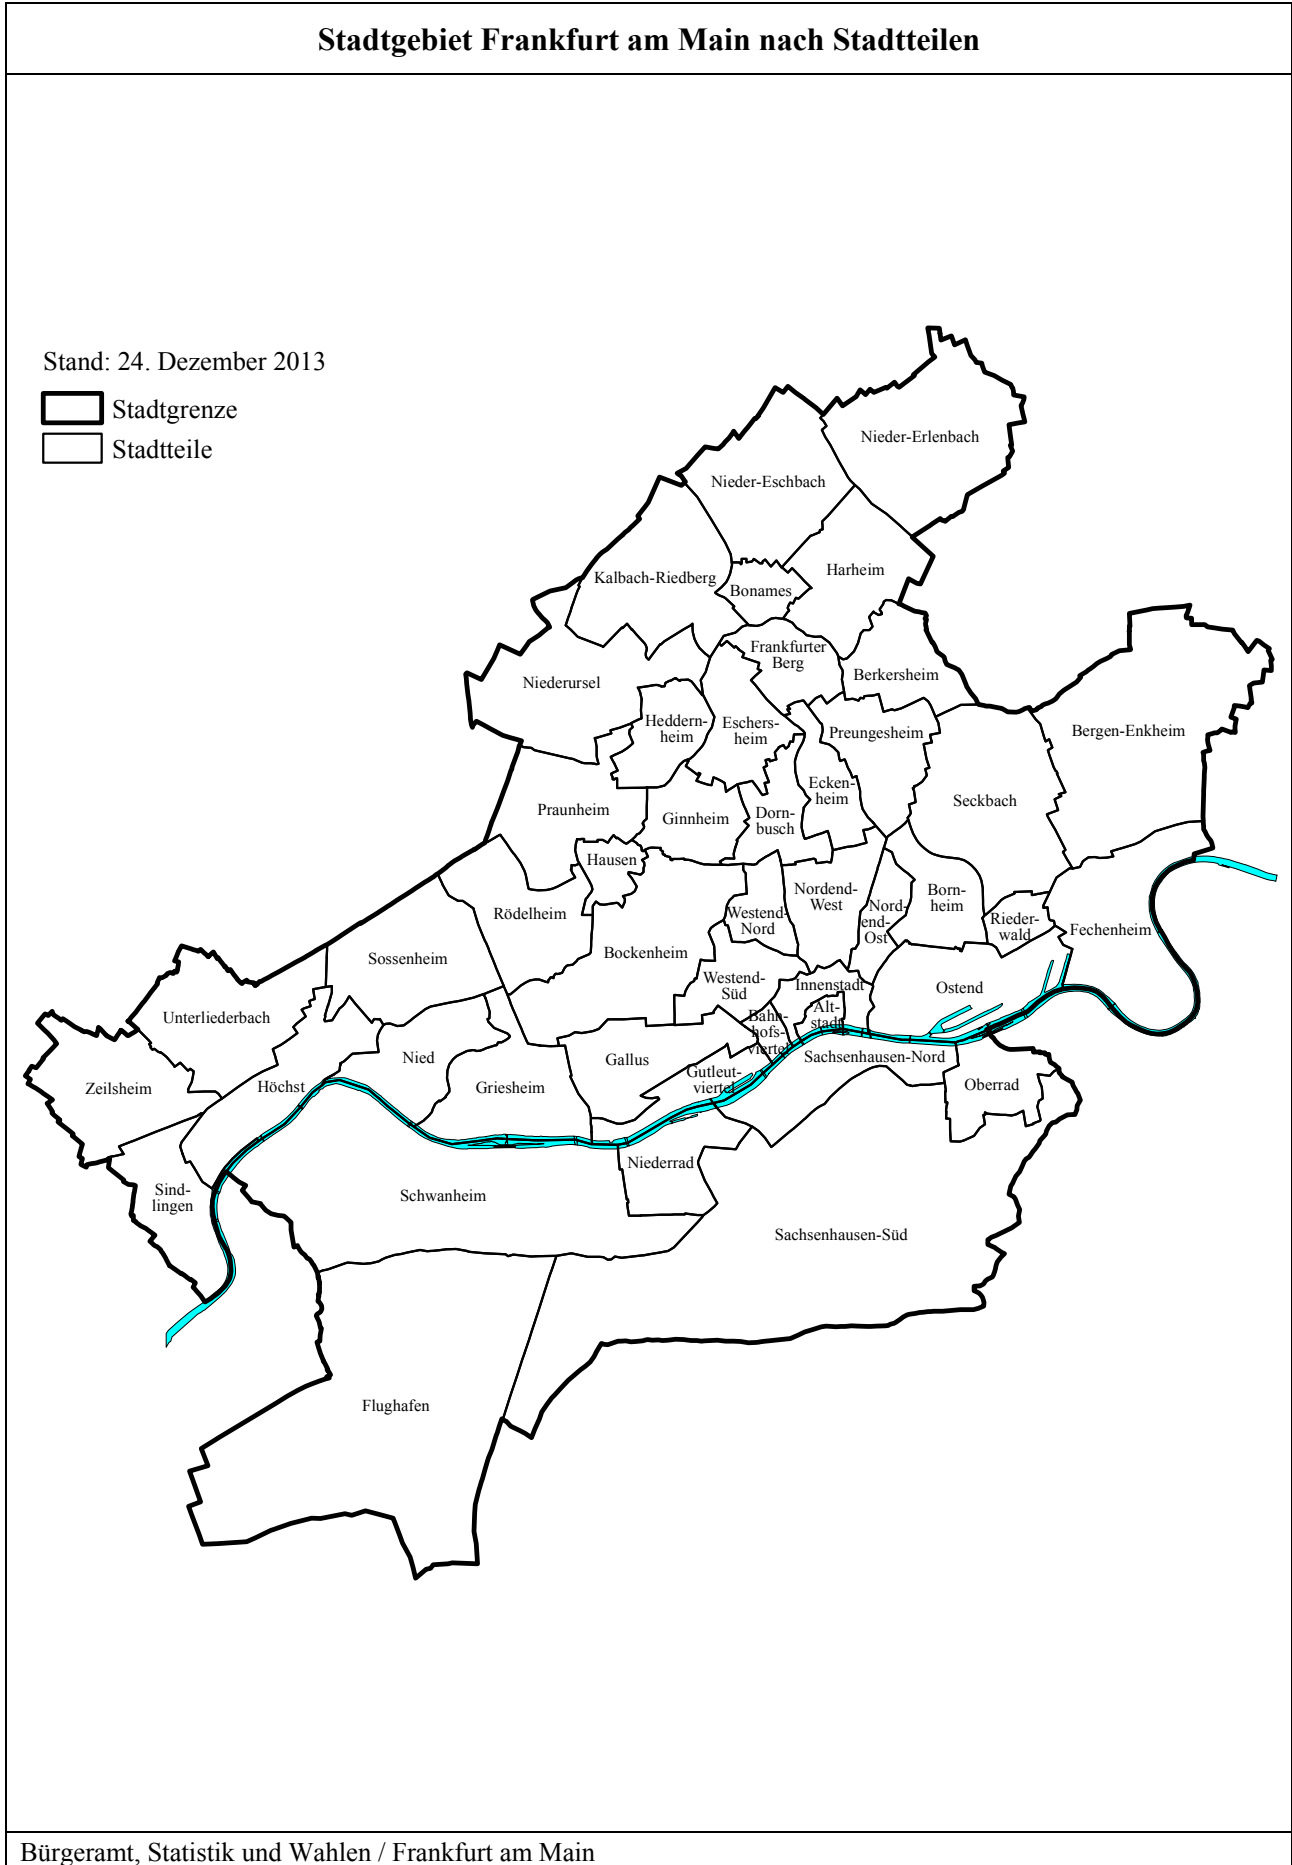 Stadtgebiet Frankfurt am Main nach Stadtteilen
Stand: 24. Dezember 2013
Stadtgrenze
Stadtteile
Nieder-Erlenbach
Nieder-Eschbach
Harheim
Kalbach-Riedberg
Bonames
Frankfurter
Berg
Berkersheim
Niederursel
Heddern-
heim
Eschers-
heim
Preungesheim
Bergen-Enkheim
Ecken-
heim
Seckbach
Praunheim
Ginnheim
Dorn-
busch
Hausen
Nordend-
West
Born-
heim
Rödelheim
Westend-
Nord
Nord-
end-
Ost
Rieder-
wald
Fechenheim
Bockenheim
Sossenheim
Westend-
Süd
Innenstadt
Ostend
Alt-
stadt
Unterliederbach
Bahn-
hofs-
viertel
Nied
Gallus
Sachsenhausen-Nord
Gutleut-
viertel
Zeilsheim
Höchst
Griesheim
Oberrad
Niederrad
Sind-
lingen
Schwanheim
Sachsenhausen-Süd
Flughafen
Bürgeramt, Statistik und Wahlen / Frankfurt am Main